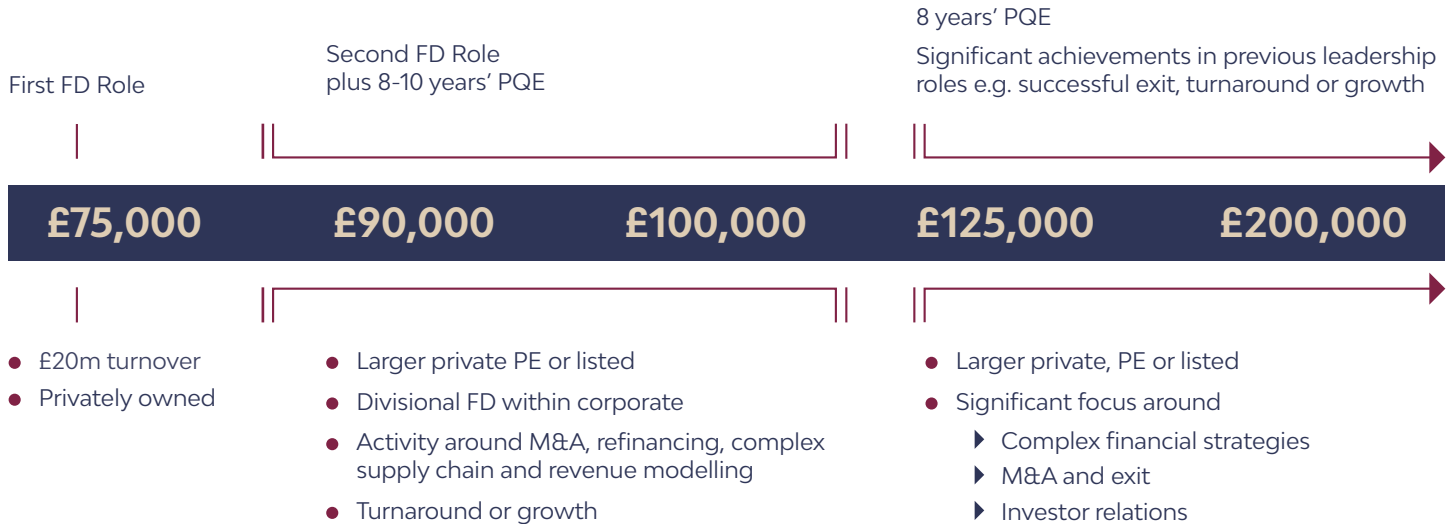 First FD Role
Second FD Role
plus 8-10 years’ PQE
8 years’ PQE
Significant achievements in previous leadership
roles e.g. successful exit, turnaround or growth
£75,000
£90,000
£100,000
£125,000
£200,000
£20m turnover
Privately owned
Larger private PE or listed
Divisional FD within corporate
Activity around M&A, refinancing, complex
supply chain and revenue modelling
Turnaround or growth
Larger private, PE or listed
Significant focus around
Complex financial strategies
M&A and exit
Investor relations